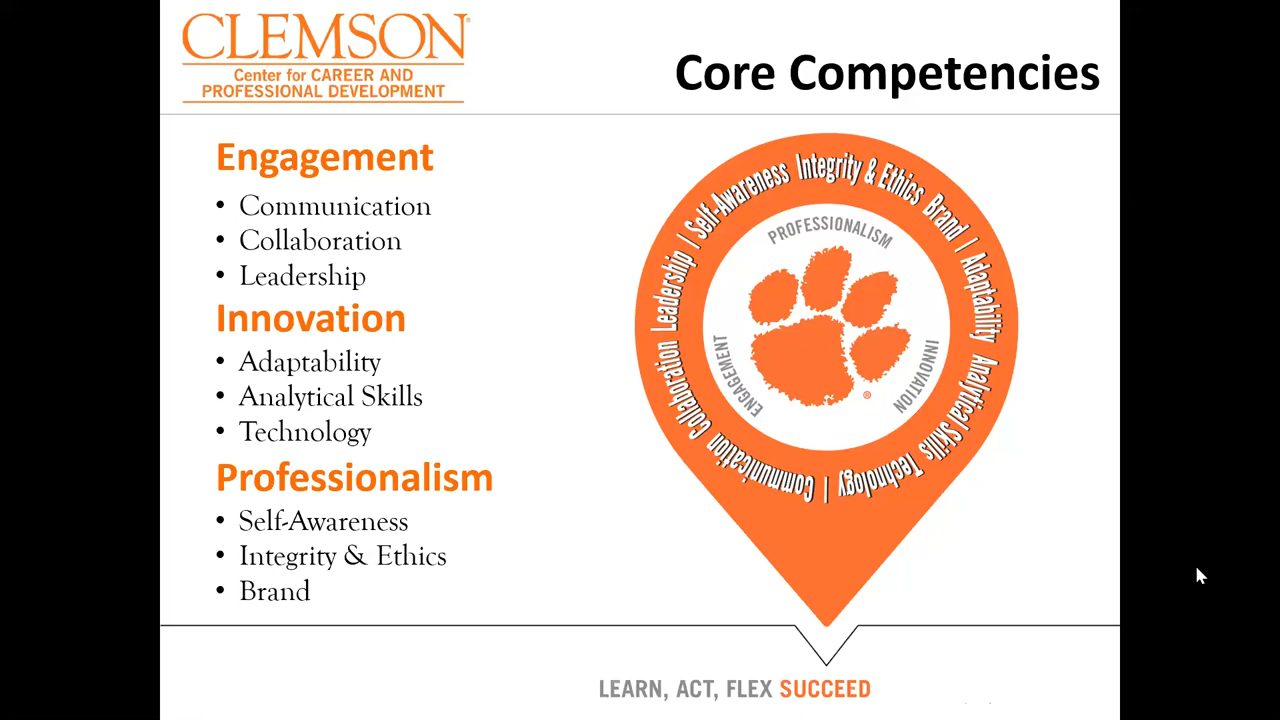 CLEMSON®
Center for CAREER AND
PROFESSIONAL DEVELOPMENT
Core Competencies
Engagement
• Communication
• Collaboration
• Leadership
Innovation
• Adaptability
• Analytical Skills
• Technology
Professionalism
• Self-Awareness
• Integrity & Ethics
• Brand
Communication Collaboration Leadership | Self-Awareness Integrity & Ethics Brand | Adaptability Analytical Skills Technology |
PROFESSIONALISM
ENGAGEMENT
INNOVATION
®
LEARN, ACT, FLEX SUCCEED